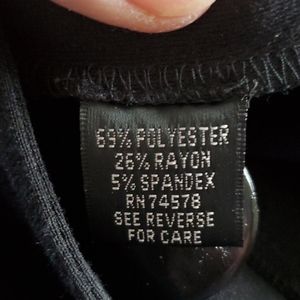 69% POLYESTER
26% RAYON
5% SPANDEX
RN 74578
SEE REVERSE
FOR CARE